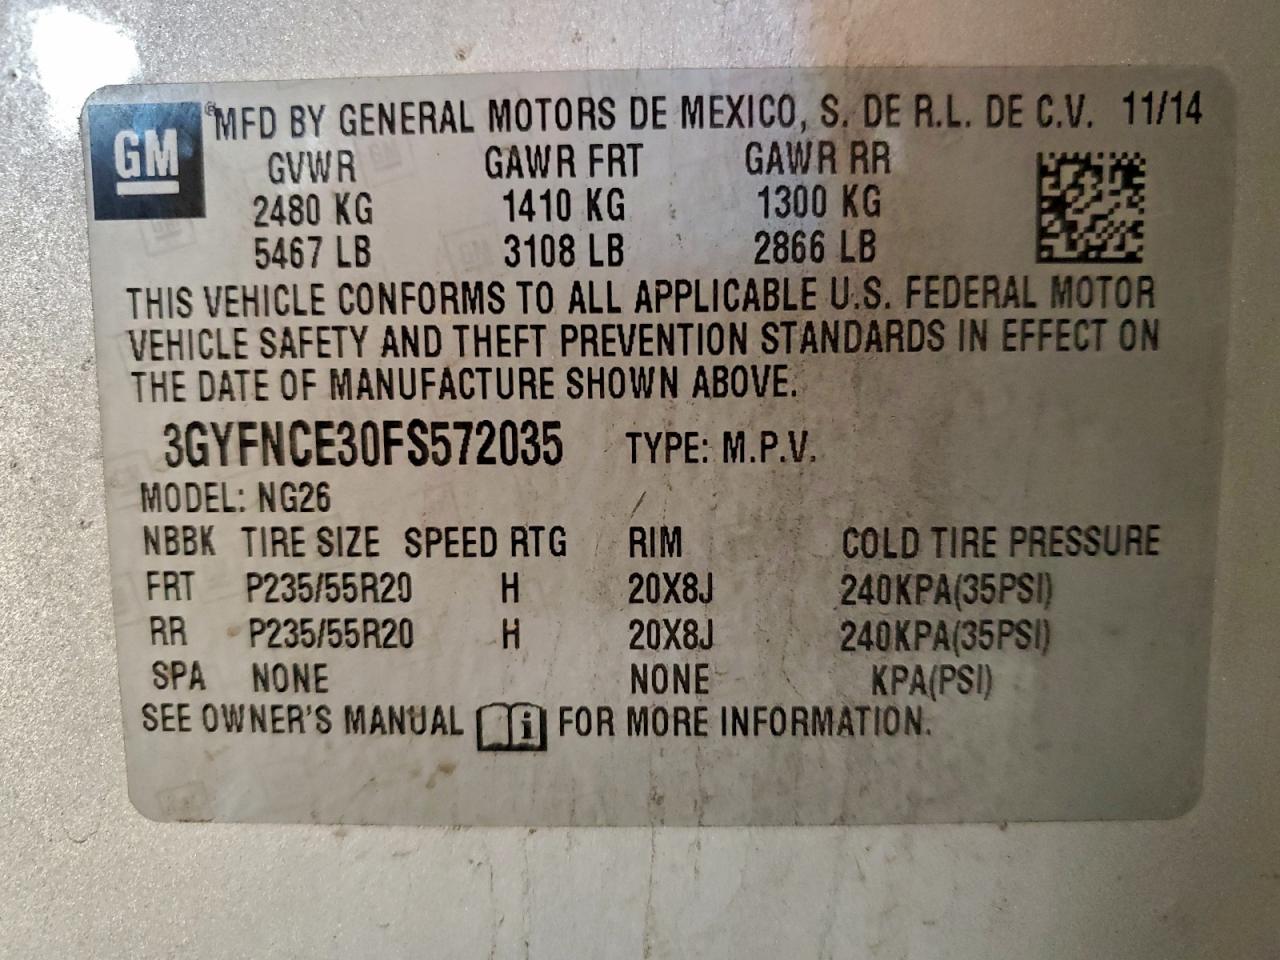 GM
® MFD BY GENERAL MOTORS DE MEXICO, S. DE R.L. DE C.V. 11/14
GVWR GAWR FRT GAWR RR
2480 KG 1410 KG 1300 KG
5467 LB 3108 LB 2866 LB
THIS VEHICLE CONFORMS TO ALL APPLICABLE U.S. FEDERAL MOTOR
VEHICLE SAFETY AND THEFT PREVENTION STANDARDS IN EFFECT ON
THE DATE OF MANUFACTURE SHOWN ABOVE.
3GYFNCE30FS572035 TYPE: M.P.V.
MODEL: NG26
NBBK TIRE SIZE SPEED RTG RIM COLD TIRE PRESSURE
FRT P235/55R20 H 20X8J 240KPA(35PSI)
RR P235/55R20 H 20X8J 240KPA(35PSI)
SPA NONE NONE KPA(PSI)
SEE OWNER'S MANUAL i FOR MORE INFORMATION.